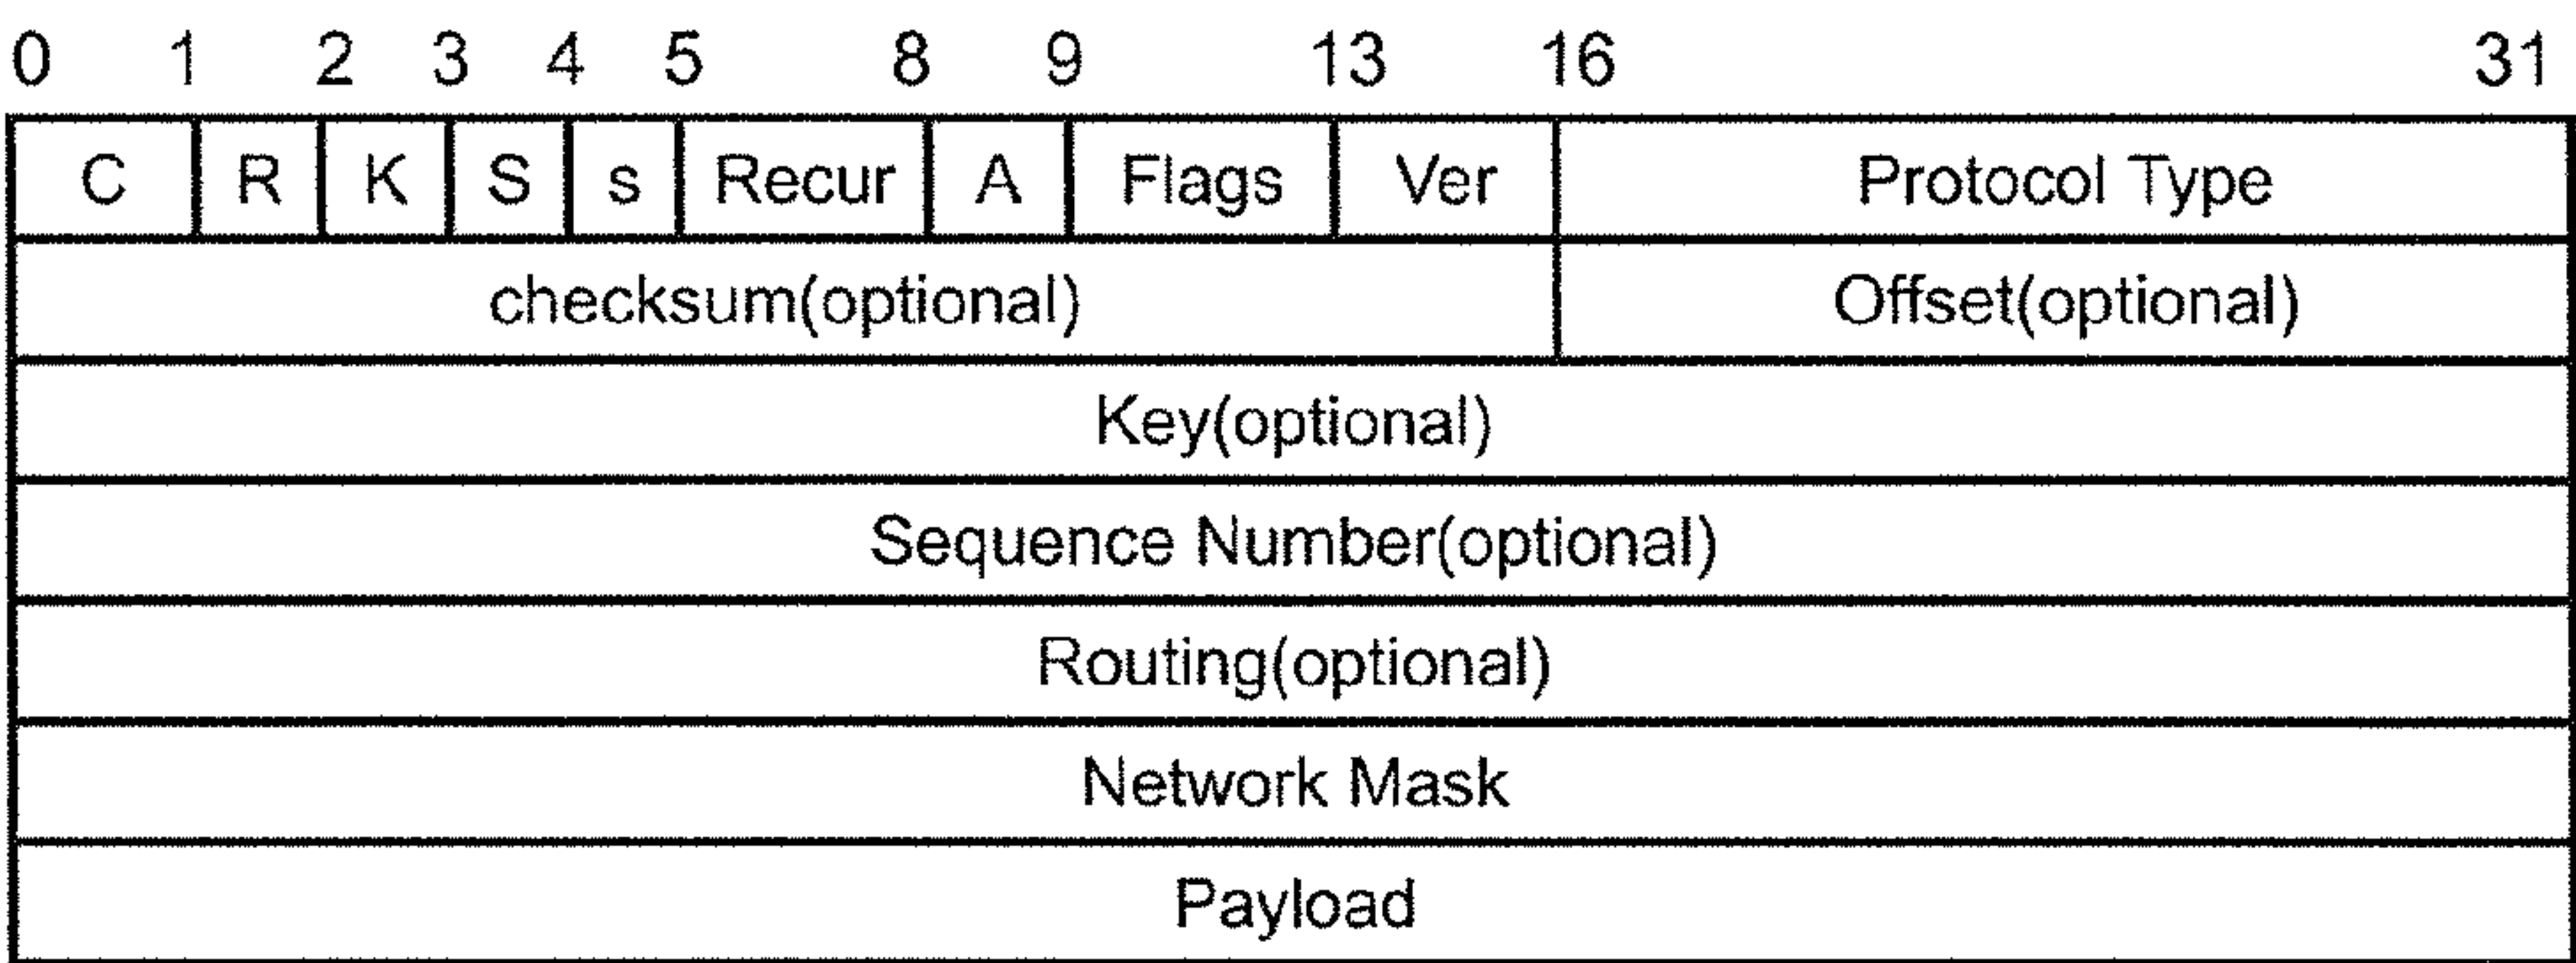 0 1 2 3 4 5 8 9 13 16 31
C R K S s Recur A Flags Ver Protocol Type
checksum(optional) Offset(optional)
Key(optional)
Sequence Number(optional)
Routing(optional)
Network Mask
Payload